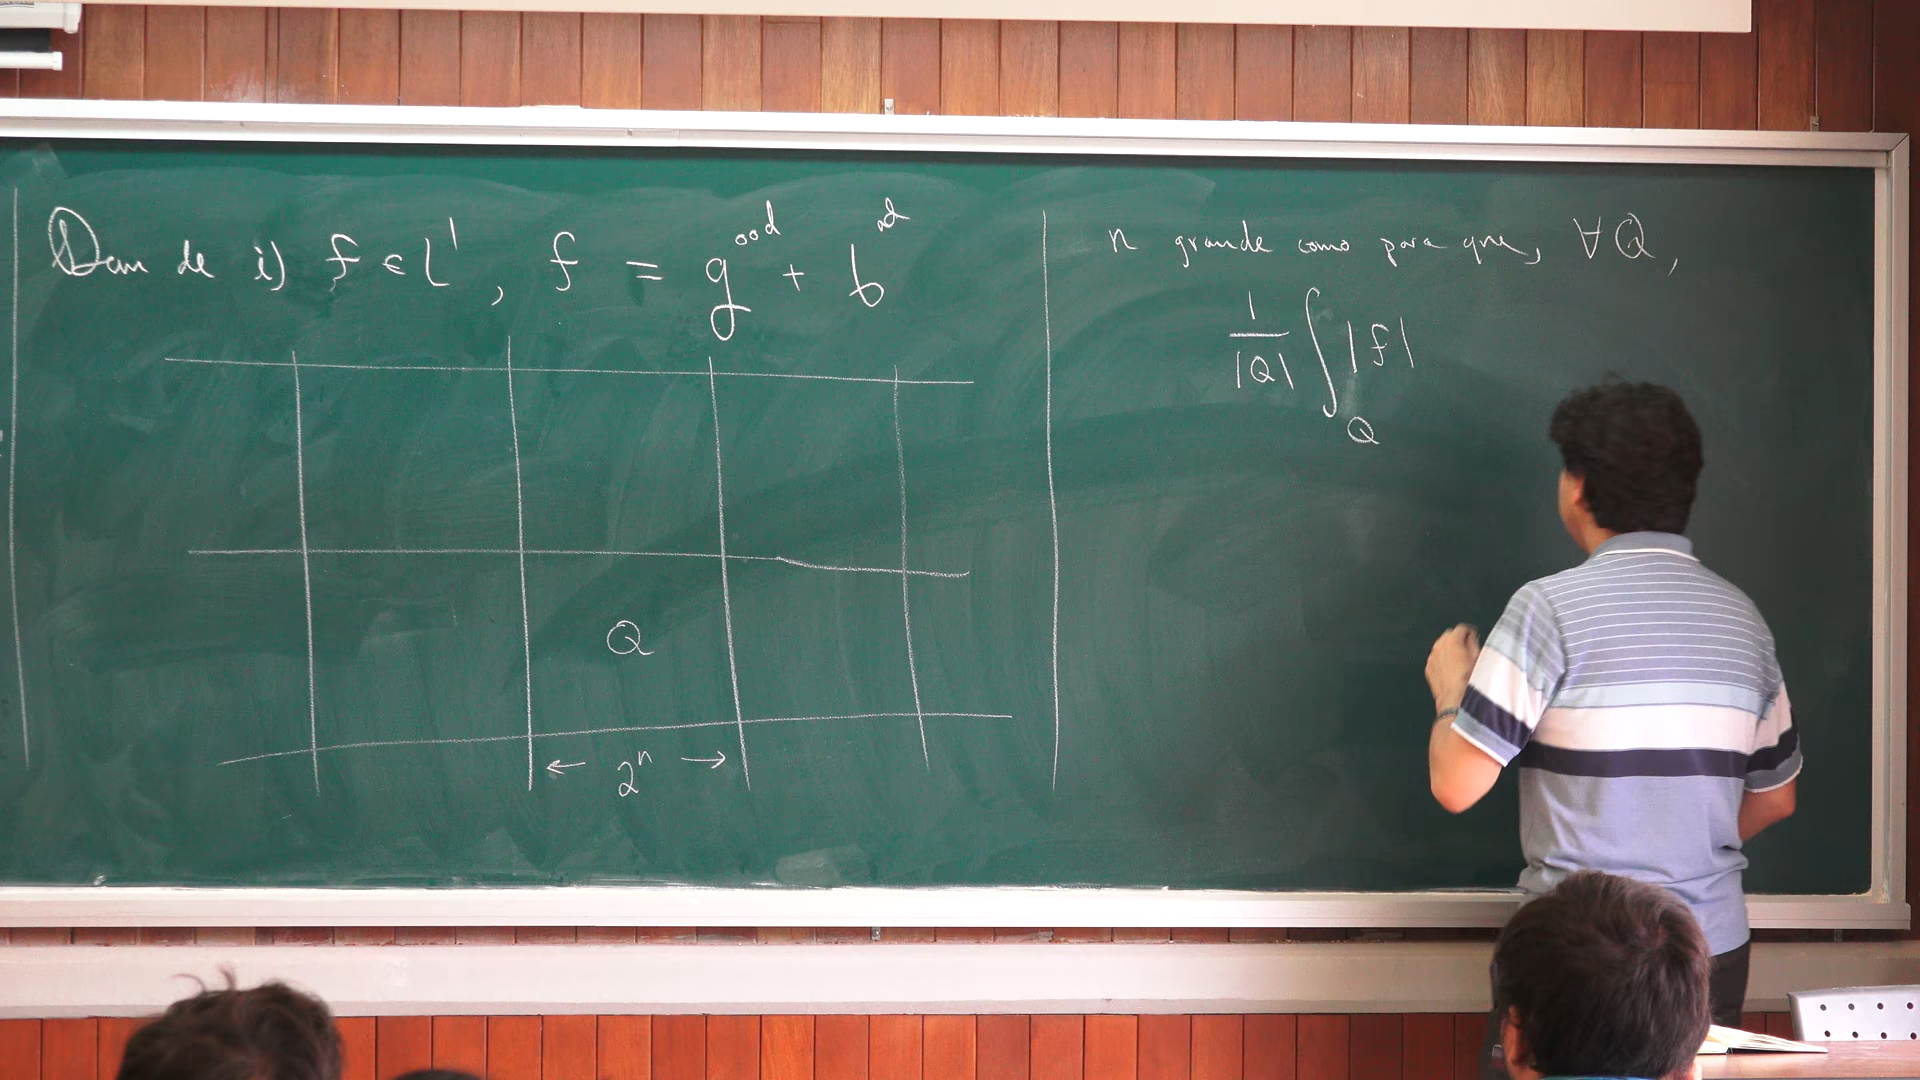 Dem de i) f ∈ L¹, f = g^ood + b^ad
Q
← 2ⁿ →
n grande como para que, ∀Q,
1/|Q| ∫_Q |f|